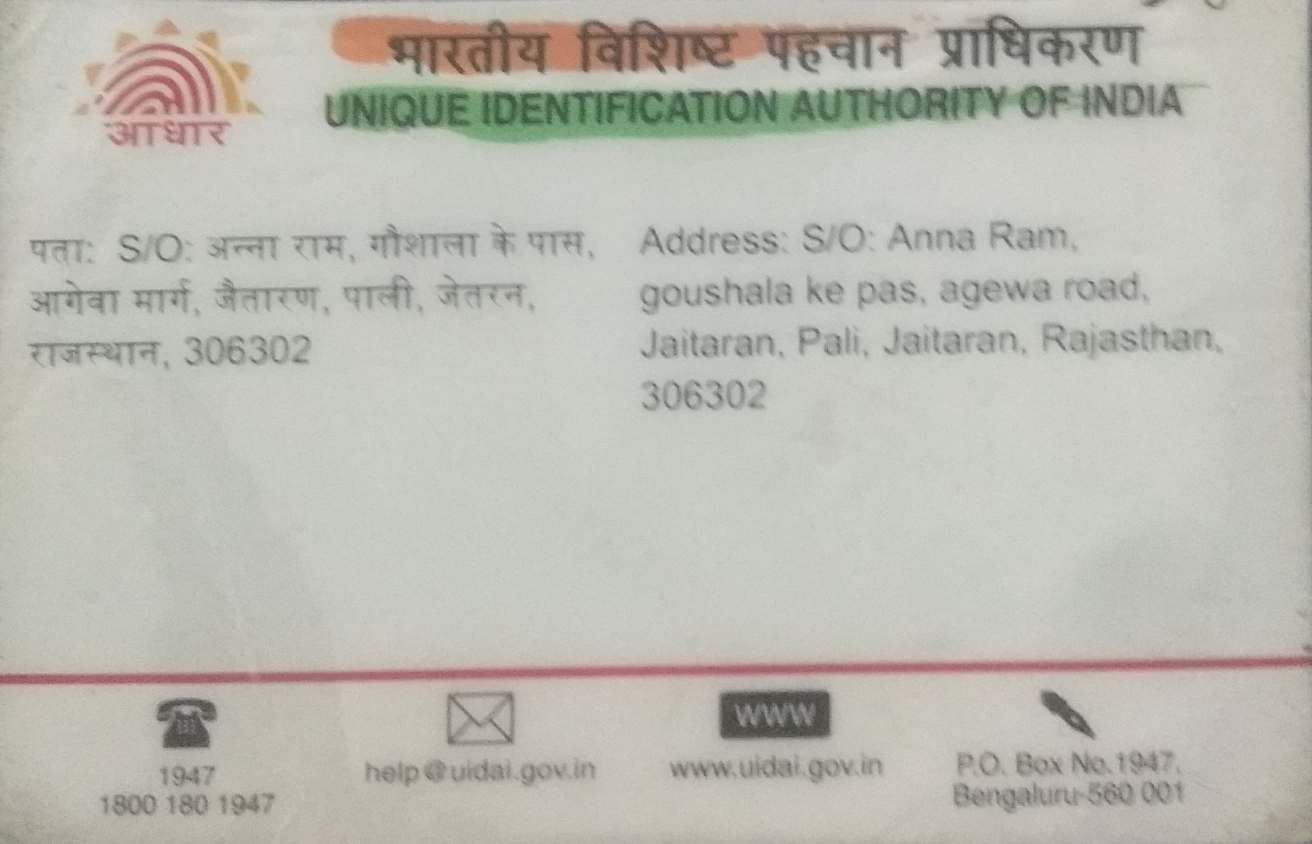 भारतीय विशिष्ट पहचान प्राधिकरण
UNIQUE IDENTIFICATION AUTHORITY OF INDIA
आधार
पता: S/O: अन्ना राम, गौशाला के पास,
आगेवा मार्ग, जैतारण, पाली, जेतरन,
राजस्थान, 306302
Address: S/O: Anna Ram,
goushala ke pas, agewa road,
Jaitaran, Pali, Jaitaran, Rajasthan,
306302
1947
1800 180 1947
help@uidai.gov.in
WWW
www.uidai.gov.in
P.O. Box No.1947,
Bengaluru-560 001